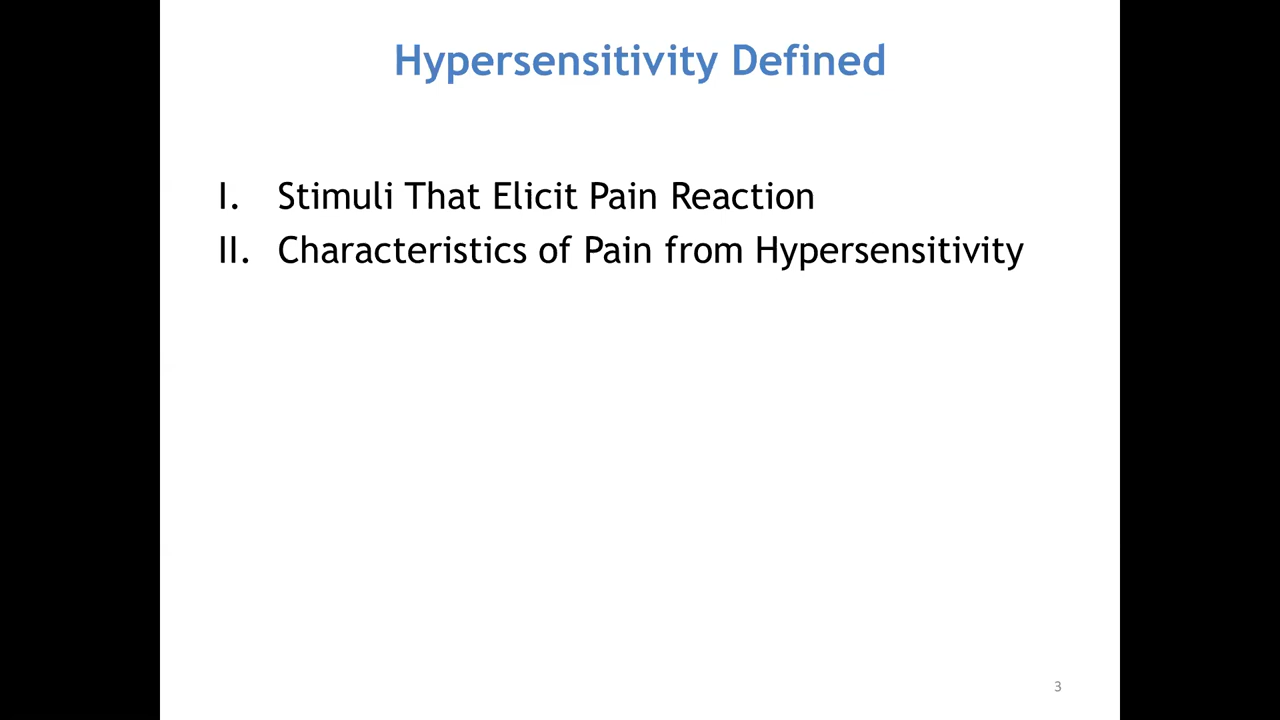 Hypersensitivity Defined
I. Stimuli That Elicit Pain Reaction
II. Characteristics of Pain from Hypersensitivity
3